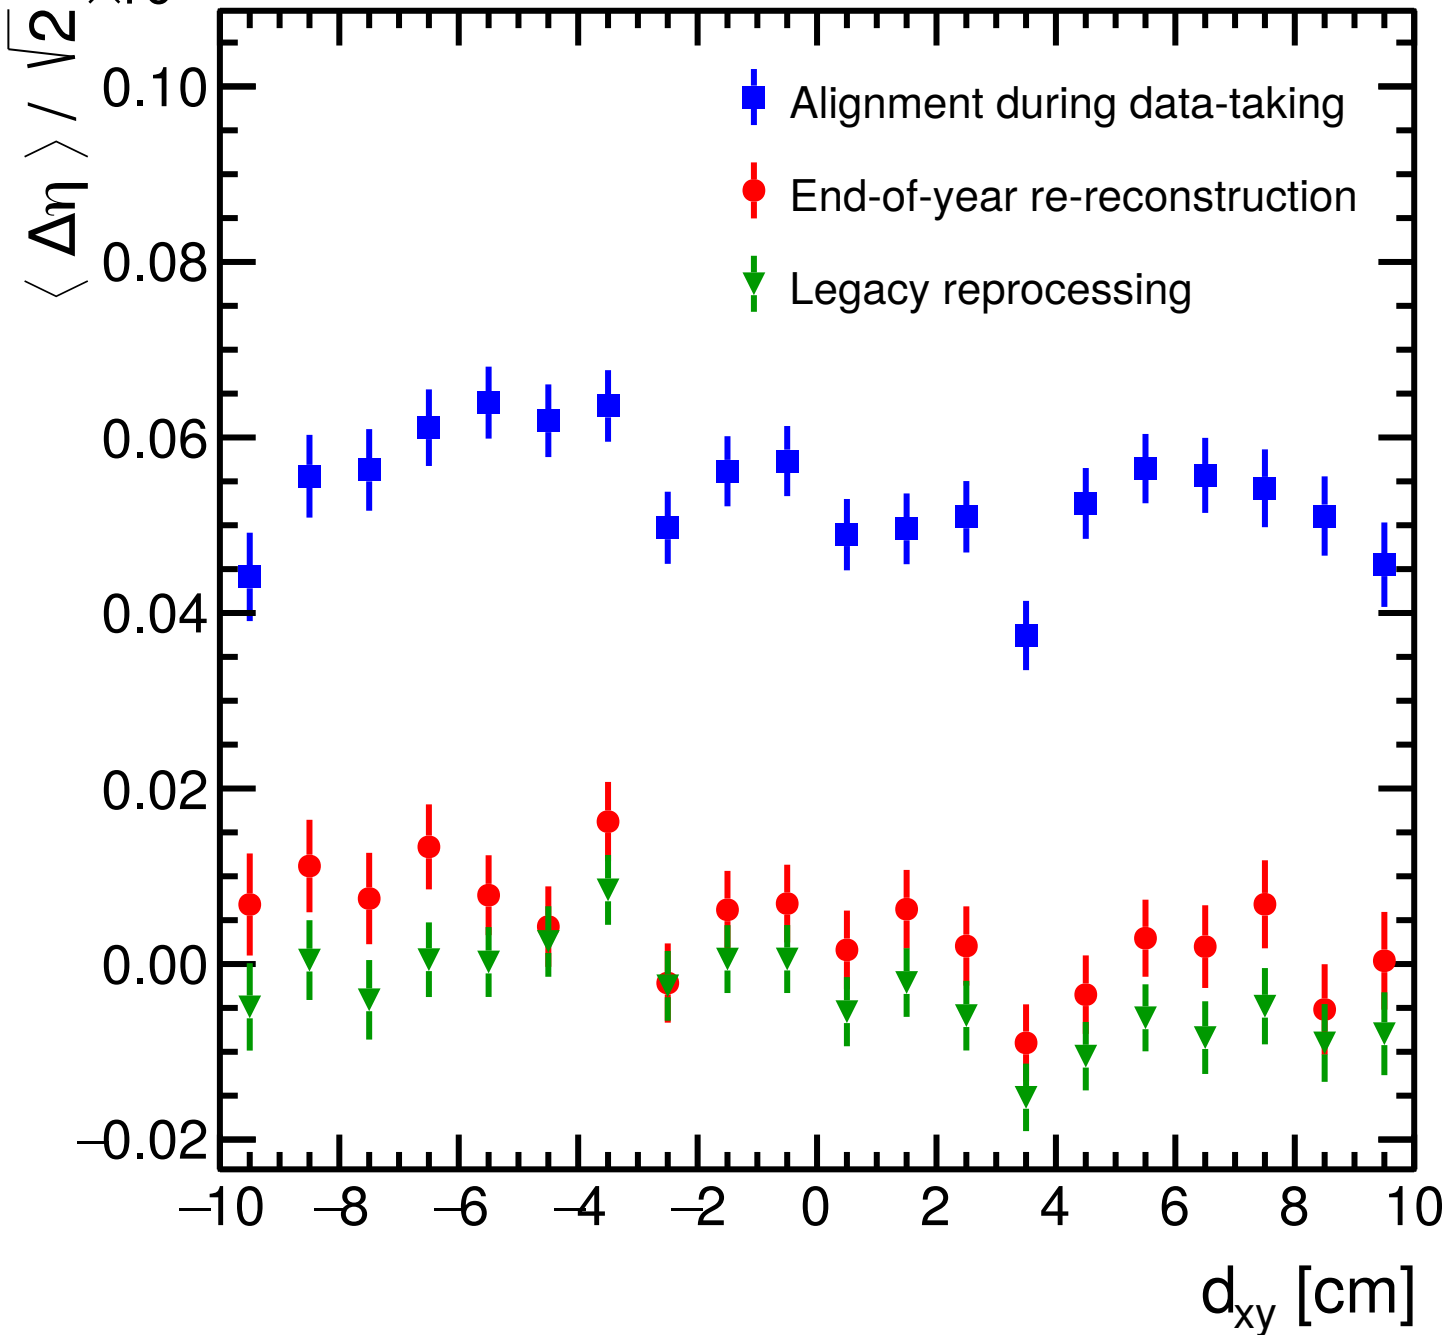 ⟨ Δη ⟩ / √2
0.10
0.08
0.06
0.04
0.02
0.00
−0.02
Alignment during data-taking
End-of-year re-reconstruction
Legacy reprocessing
−10 −8 −6 −4 −2 0 2 4 6 8 10
d_xy [cm]